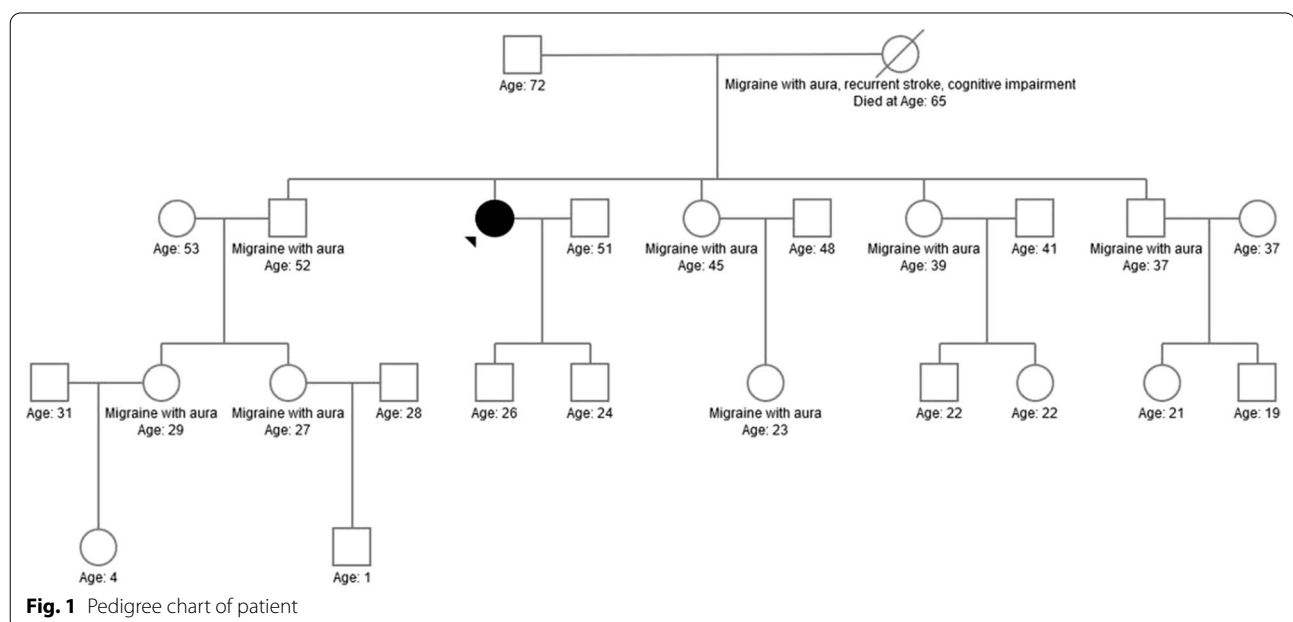 Age: 72
Migraine with aura, recurrent stroke, cognitive impairment
Died at Age: 65
Age: 53
Migraine with aura
Age: 52
Age: 51
Migraine with aura
Age: 45
Age: 48
Migraine with aura
Age: 39
Age: 41
Migraine with aura
Age: 37
Age: 37
Age: 31
Migraine with aura
Age: 29
Migraine with aura
Age: 27
Age: 28
Age: 26
Age: 24
Migraine with aura
Age: 23
Age: 22
Age: 22
Age: 21
Age: 19
Age: 4
Age: 1
Fig. 1 Pedigree chart of patient